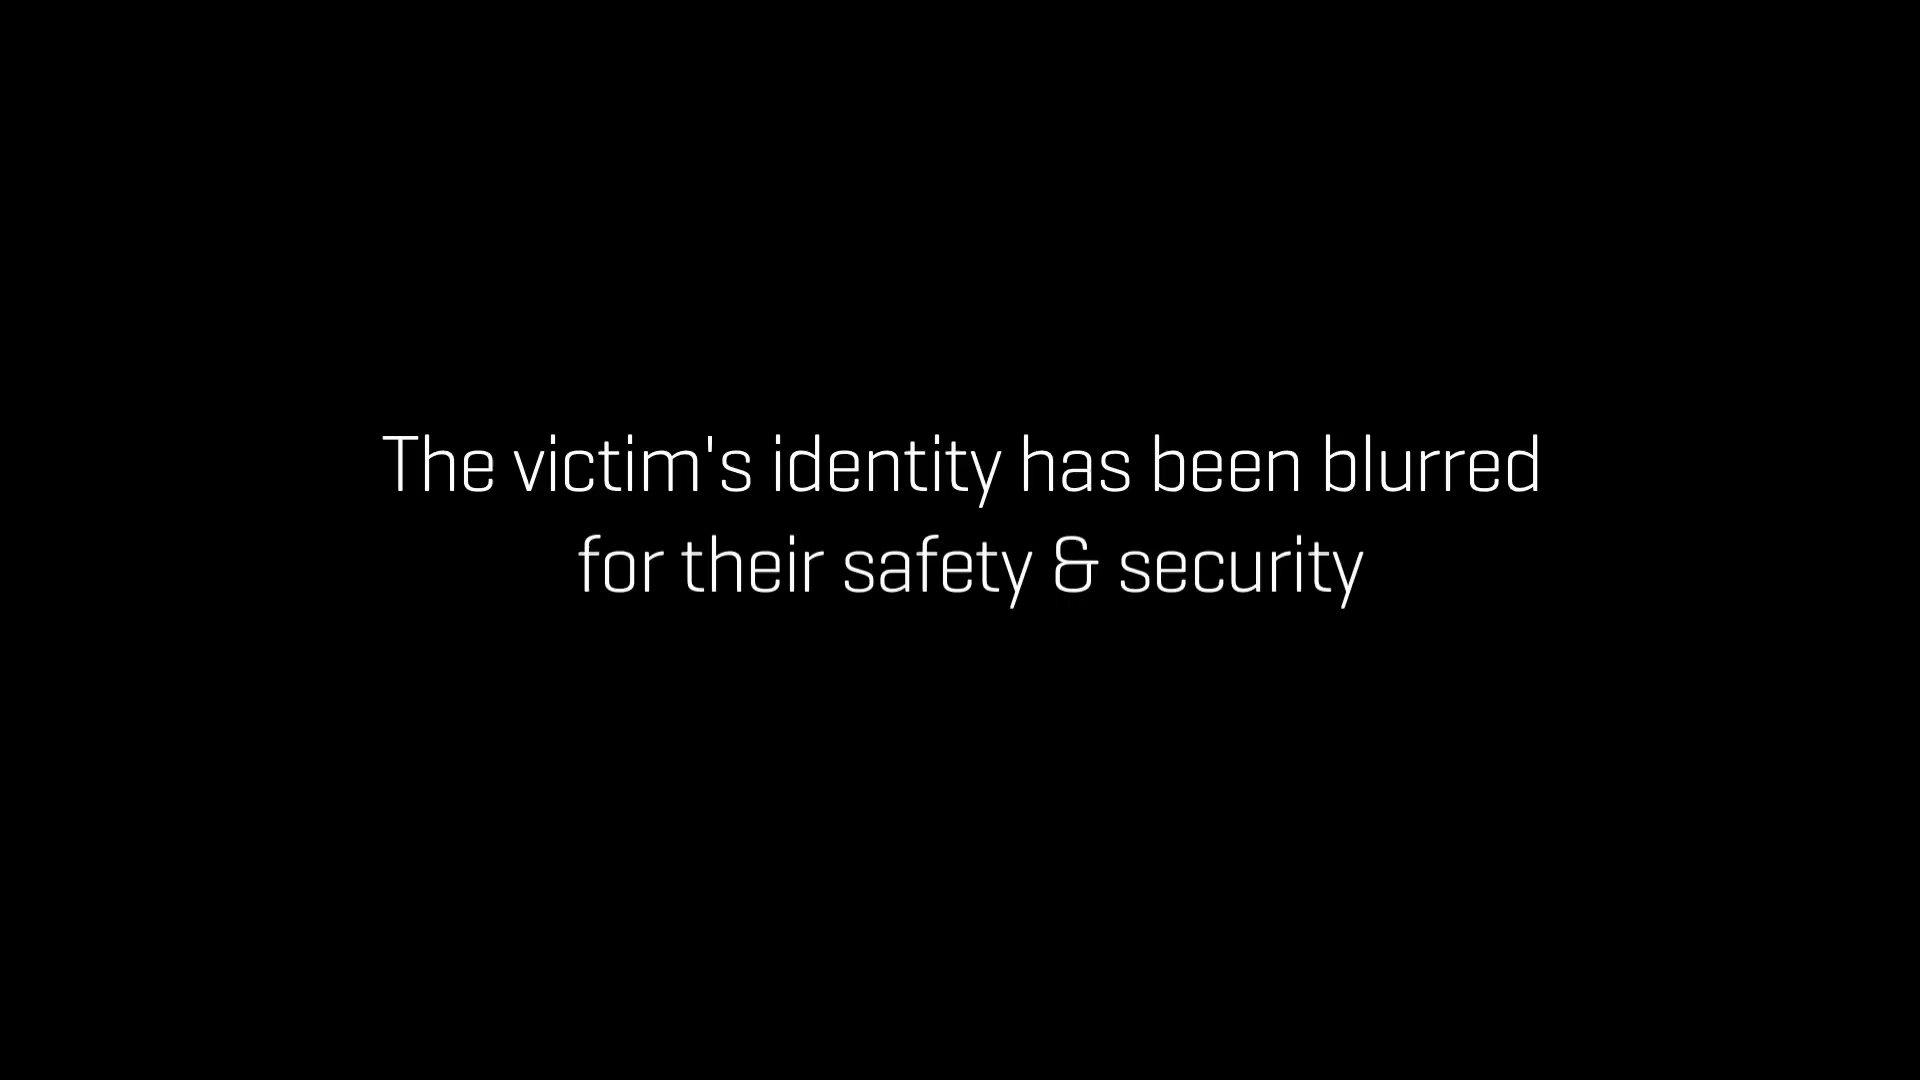 The victim's identity has been blurred
for their safety & security